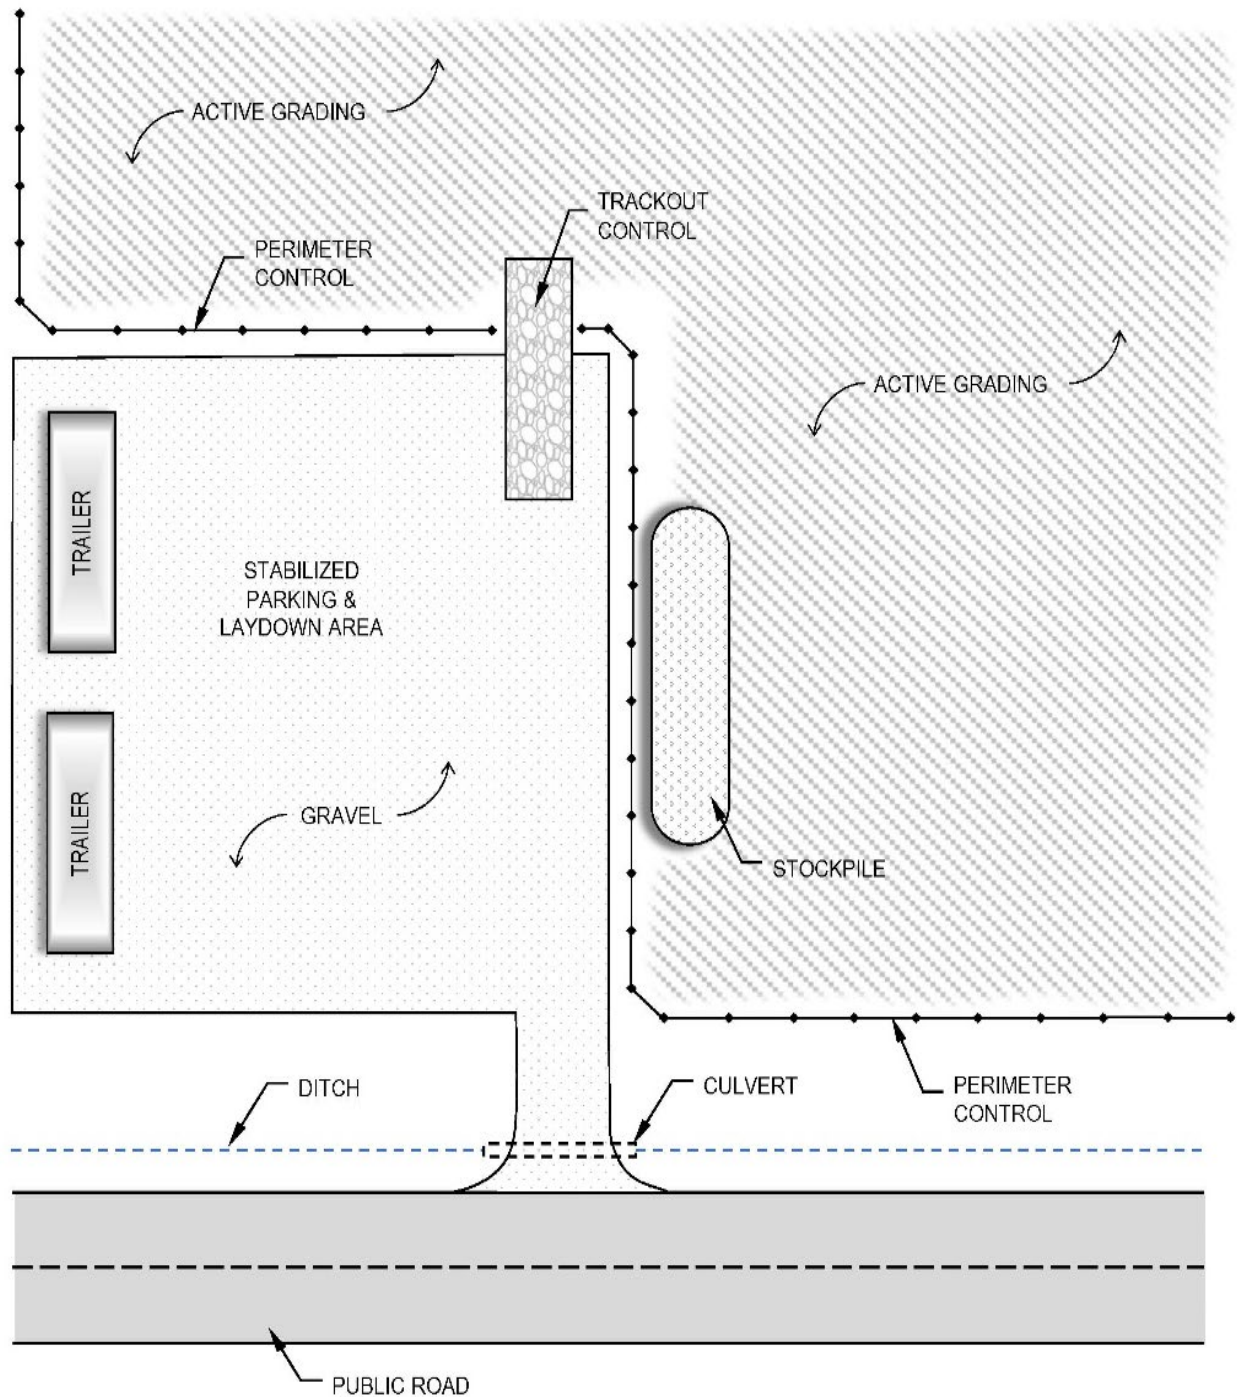 ACTIVE GRADING
TRACKOUT
CONTROL
PERIMETER
CONTROL
ACTIVE GRADING
TRAILER
STABILIZED
PARKING &
LAYDOWN AREA
TRAILER
GRAVEL
STOCKPILE
DITCH
CULVERT
PERIMETER
CONTROL
PUBLIC ROAD